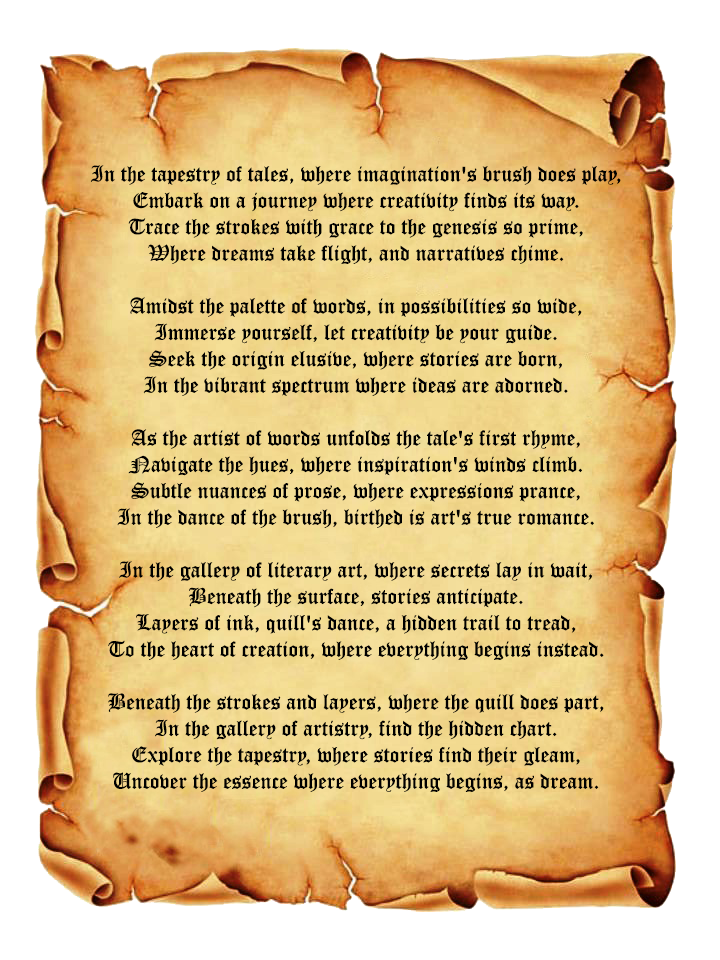 In the tapestry of tales, where imagination's brush does play,
Embark on a journey where creativity finds its way.
Trace the strokes with grace to the genesis so prime,
Where dreams take flight, and narratives chime.
Amidst the palette of words, in possibilities so wide,
Immerse yourself, let creativity be your guide.
Seek the origin elusive, where stories are born,
In the vibrant spectrum where ideas are adorned.
As the artist of words unfolds the tale's first rhyme,
Navigate the hues, where inspiration's winds climb.
Subtle nuances of prose, where expressions prance,
In the dance of the brush, birthed is art's true romance.
In the gallery of literary art, where secrets lay in wait,
Beneath the surface, stories anticipate.
Layers of ink, quill's dance, a hidden trail to tread,
To the heart of creation, where everything begins instead.
Beneath the strokes and layers, where the quill does part,
In the gallery of artistry, find the hidden chart.
Explore the tapestry, where stories find their gleam,
Uncover the essence where everything begins, as dream.